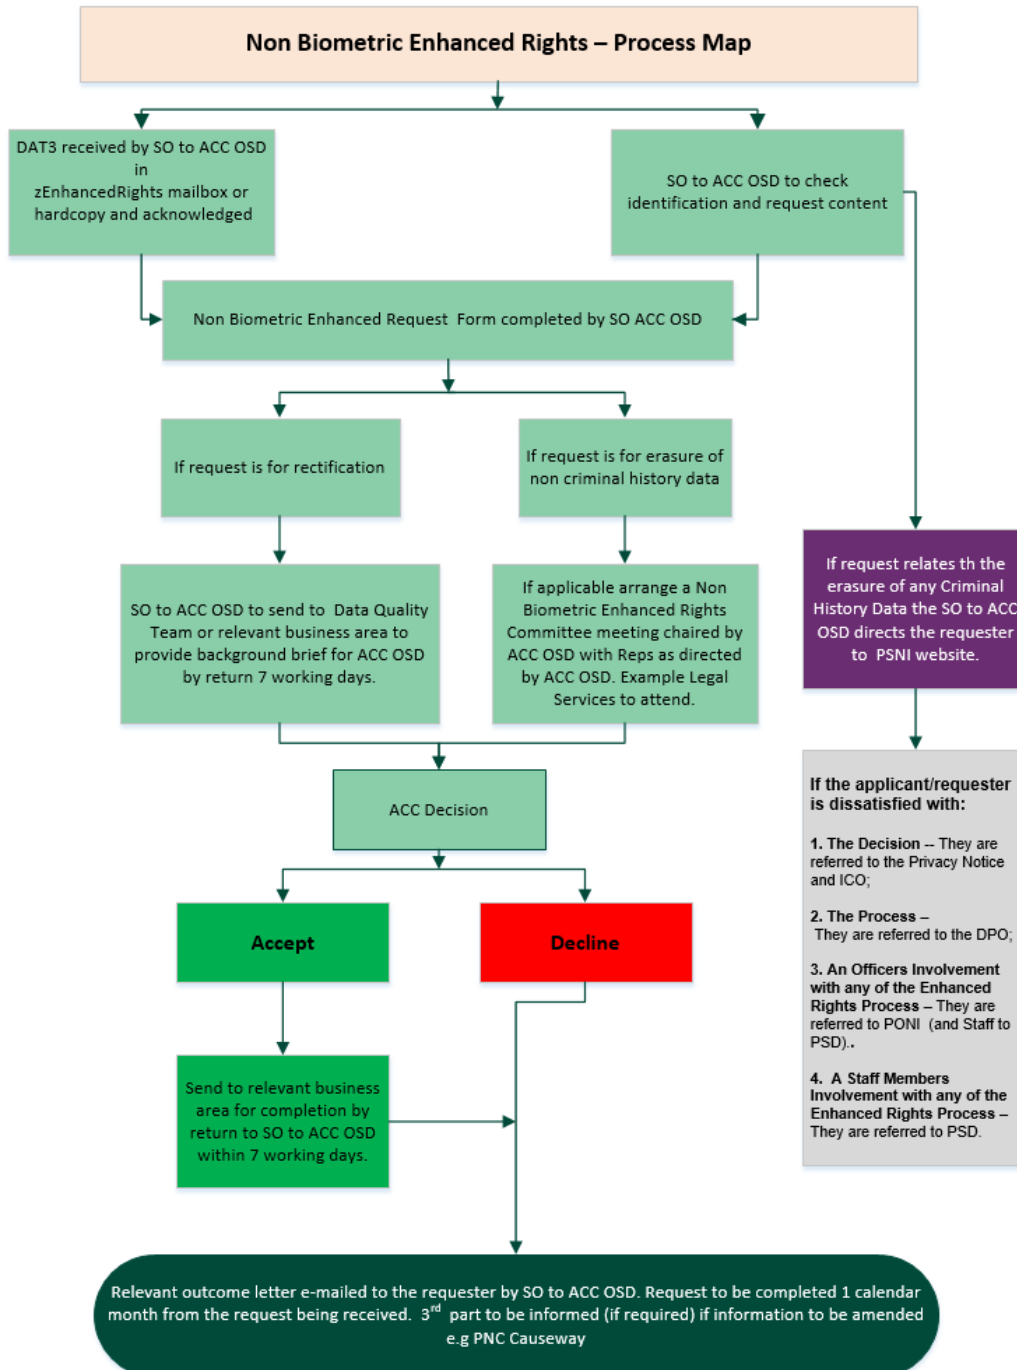 Non Biometric Enhanced Rights – Process Map
DAT3 received by SO to ACC OSD
in
zEnhancedRights mailbox or
hardcopy and acknowledged
SO to ACC OSD to check
identification and request content
Non Biometric Enhanced Request Form completed by SO ACC OSD
If request is for rectification
If request is for erasure of
non criminal history data
SO to ACC OSD to send to Data Quality
Team or relevant business area to
provide background brief for ACC OSD
by return 7 working days.
If applicable arrange a Non
Biometric Enhanced Rights
Committee meeting chaired by
ACC OSD with Reps as directed
by ACC OSD. Example Legal
Services to attend.
If request relates th the
erasure of any Criminal
History Data the SO to ACC
OSD directs the requester
to PSNI website.
ACC Decision
Accept
Decline
Send to relevant business
area for completion by
return to SO to ACC OSD
within 7 working days.
If the applicant/requester
is dissatisfied with:
1. The Decision -- They are
referred to the Privacy Notice
and ICO;
2. The Process –
They are referred to the DPO;
3. An Officers Involvement
with any of the Enhanced
Rights Process – They are
referred to PONI (and Staff to
PSD)..
4. A Staff Members
Involvement with any of the
Enhanced Rights Process –
They are referred to PSD.
Relevant outcome letter e-mailed to the requester by SO to ACC OSD. Request to be completed 1 calendar
month from the request being received. 3rd part to be informed (if required) if information to be amended
e.g PNC Causeway